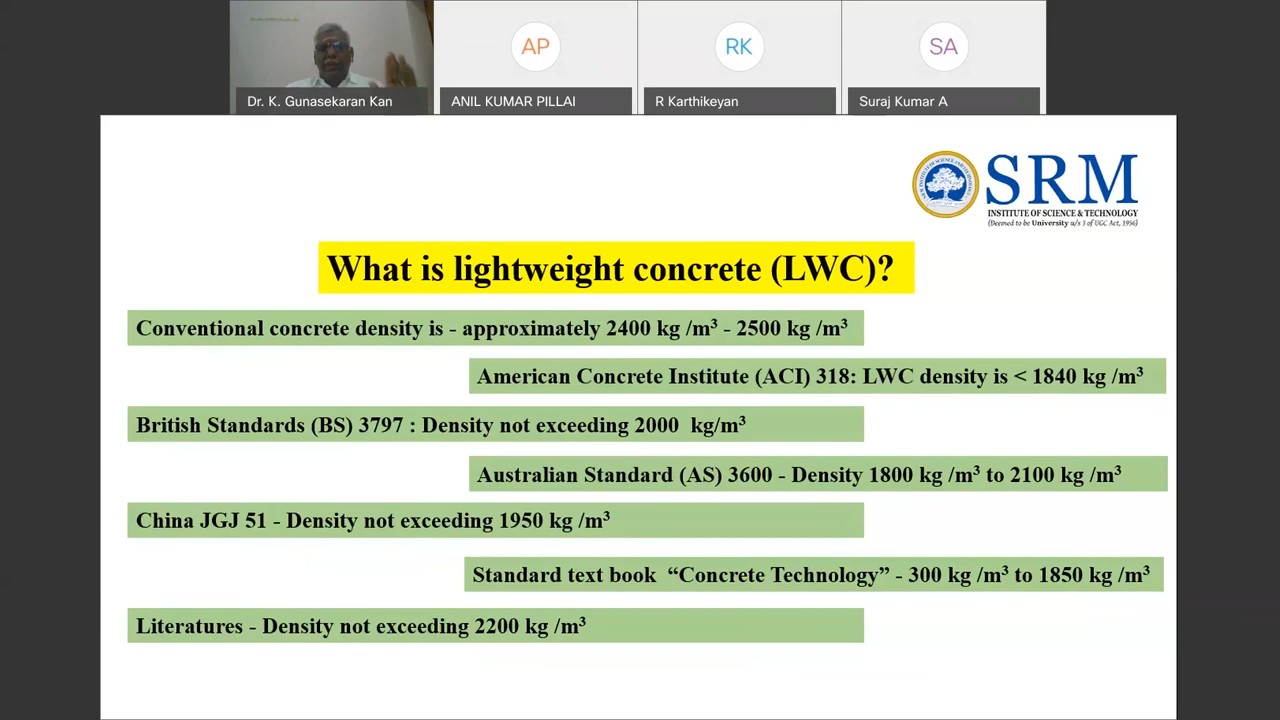 AP
RK
SA
Dr. K. Gunasekaran Kan
ANIL KUMAR PILLAI
R Karthikeyan
Suraj Kumar A
SRM
INSTITUTE OF SCIENCE & TECHNOLOGY
(Deemed to be University u/s 3 of UGC Act, 1956)
What is lightweight concrete (LWC)?
Conventional concrete density is - approximately 2400 kg /m³ - 2500 kg /m³
American Concrete Institute (ACI) 318: LWC density is < 1840 kg /m³
British Standards (BS) 3797 : Density not exceeding 2000 kg/m³
Australian Standard (AS) 3600 - Density 1800 kg /m³ to 2100 kg /m³
China JGJ 51 - Density not exceeding 1950 kg /m³
Standard text book “Concrete Technology” - 300 kg /m³ to 1850 kg /m³
Literatures - Density not exceeding 2200 kg /m³